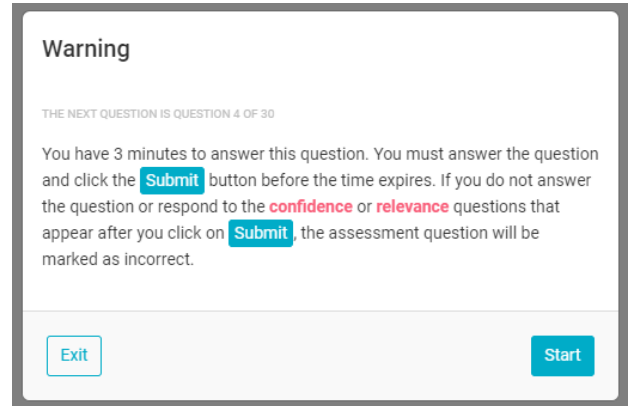 Warning
THE NEXT QUESTION IS QUESTION 4 OF 30
You have 3 minutes to answer this question. You must answer the question
and click the Submit button before the time expires. If you do not answer
the question or respond to the confidence or relevance questions that
appear after you click on Submit, the assessment question will be
marked as incorrect.
Exit
Start